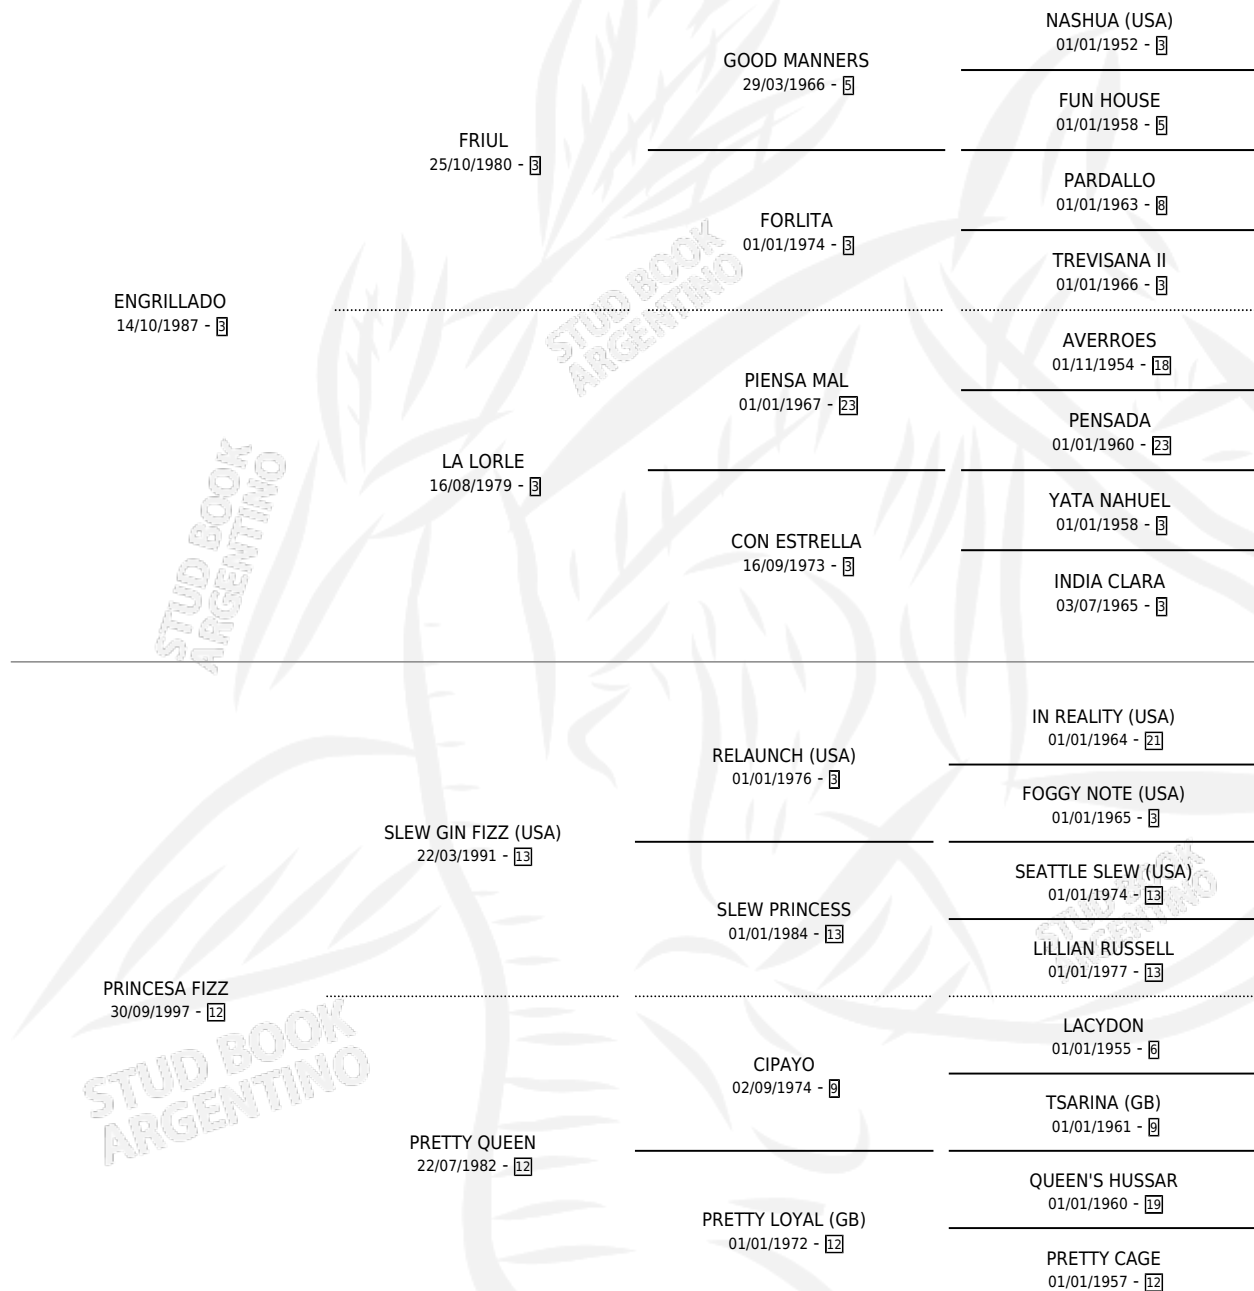 NASHUA (USA)
01/01/1952 - 3
GOOD MANNERS
29/03/1966 - 5
FUN HOUSE
01/01/1958 - 5
FRIUL
25/10/1980 - 3
PARDALLO
01/01/1963 - 8
FORLITA
01/01/1974 - 3
TREVISANA II
01/01/1966 - 3
ENGRILLADO
14/10/1987 - 3
AVERROES
01/11/1954 - 18
PIENSA MAL
01/01/1967 - 23
PENSADA
01/01/1960 - 23
LA LORLE
16/08/1979 - 3
YATA NAHUEL
01/01/1958 - 3
CON ESTRELLA
16/09/1973 - 3
INDIA CLARA
03/07/1965 - 3
IN REALITY (USA)
01/01/1964 - 21
RELAUNCH (USA)
01/01/1976 - 3
FOGGY NOTE (USA)
01/01/1965 - 3
SLEW GIN FIZZ (USA)
22/03/1991 - 13
SEATTLE SLEW (USA)
01/01/1974 - 13
SLEW PRINCESS
01/01/1984 - 13
LILLIAN RUSSELL
01/01/1977 - 13
PRINCESA FIZZ
30/09/1997 - 12
LACYDON
01/01/1955 - 6
CIPAYO
02/09/1974 - 9
TSARINA (GB)
01/01/1961 - 9
PRETTY QUEEN
22/07/1982 - 12
QUEEN'S HUSSAR
01/01/1960 - 19
PRETTY LOYAL (GB)
01/01/1972 - 12
PRETTY CAGE
01/01/1957 - 12
STUD BOOK
ARGENTINO
STUD BOOK
ARGENTINO
STUD BOOK
ARGENTINO
STUD BOOK
ARGENTINO